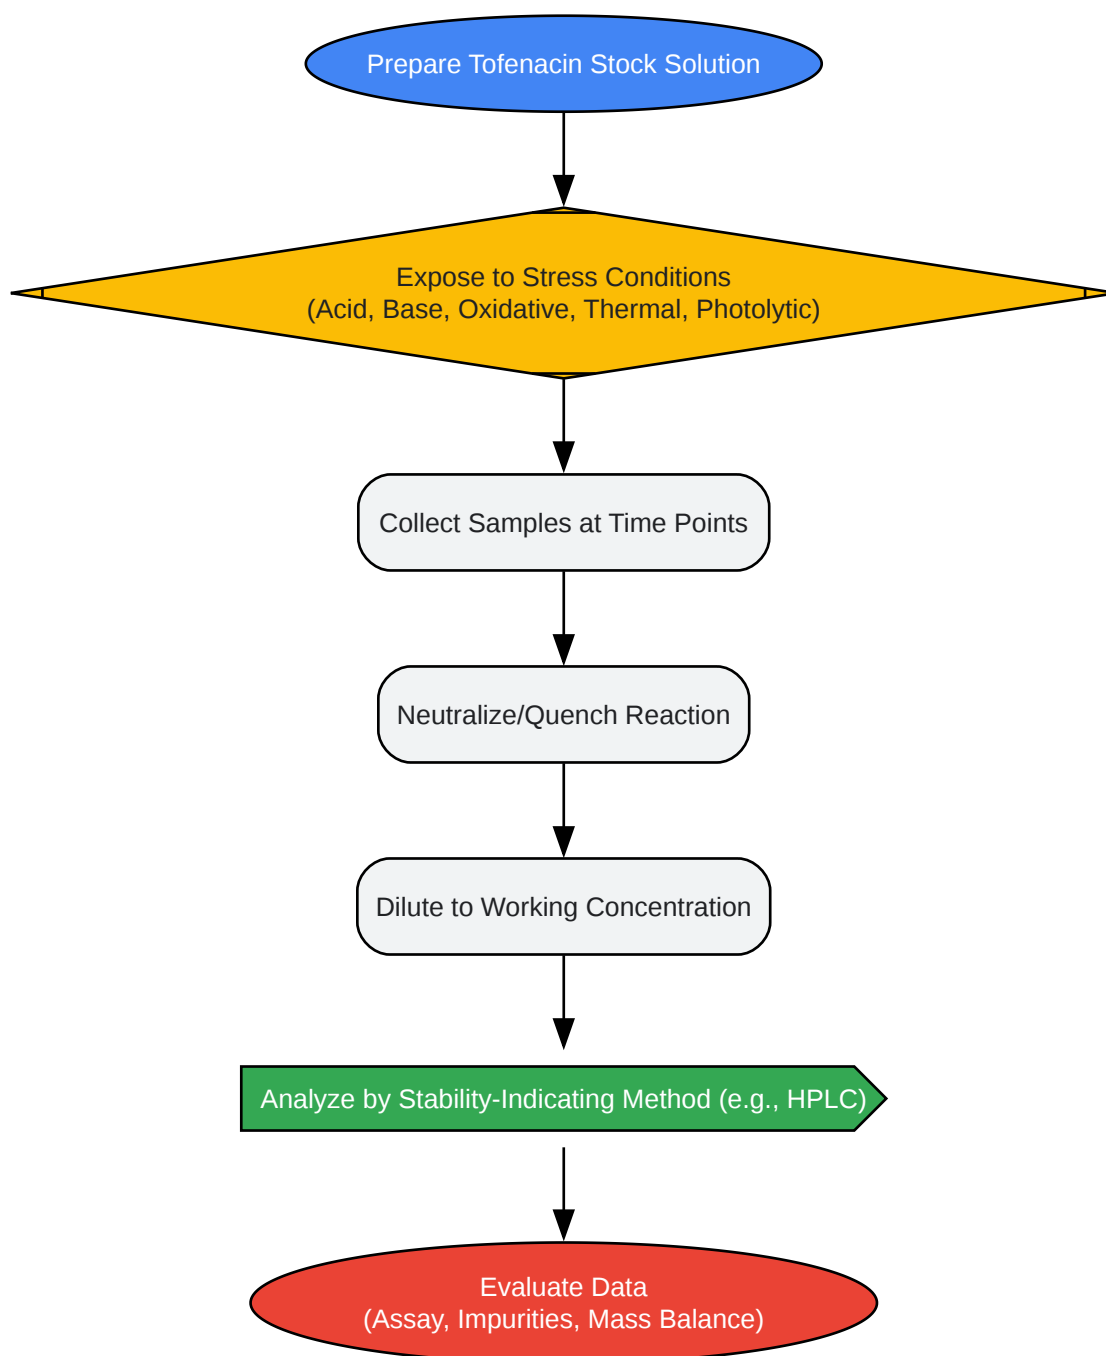 Prepare Tofenacin Stock Solution
Expose to Stress Conditions
(Acid, Base, Oxidative, Thermal, Photolytic)
Collect Samples at Time Points
Neutralize/Quench Reaction
Dilute to Working Concentration
Analyze by Stability-Indicating Method (e.g., HPLC)
Evaluate Data
(Assay, Impurities, Mass Balance)